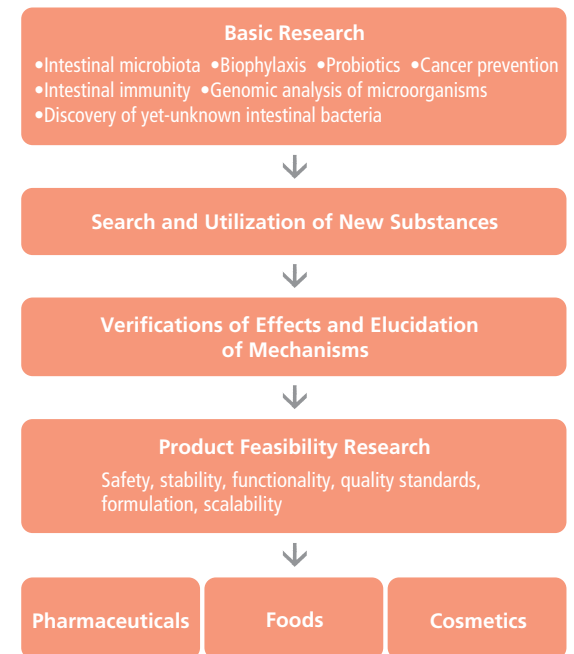 Basic Research
•Intestinal microbiota •Biophylaxis •Probiotics •Cancer prevention
•Intestinal immunity •Genomic analysis of microorganisms
•Discovery of yet-unknown intestinal bacteria
Search and Utilization of New Substances
Verifications of Effects and Elucidation
of Mechanisms
Product Feasibility Research
Safety, stability, functionality, quality standards,
formulation, scalability
Pharmaceuticals
Foods
Cosmetics